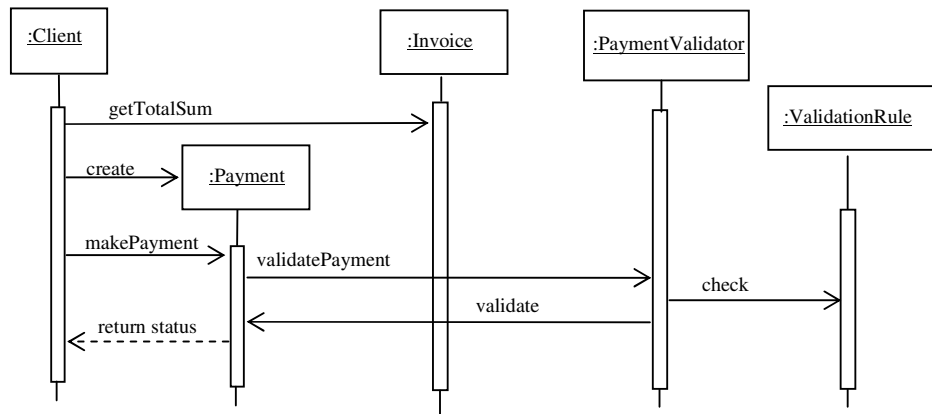 :Client
:Invoice
:PaymentValidator
getTotalSum
:ValidationRule
create
:Payment
makePayment
validatePayment
check
validate
return status